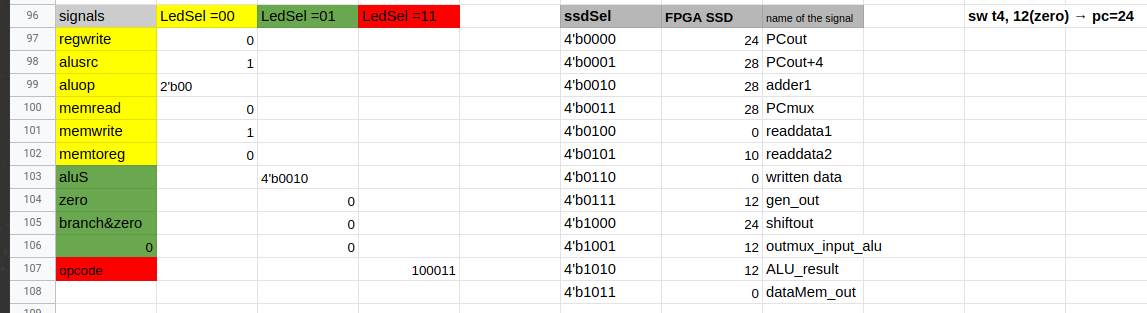 96 signals LedSel =00 LedSel =01 LedSel =11 ssdSel FPGA SSD name of the signal sw t4, 12(zero) → pc=24
97 regwrite 0 4'b0000 24 PCout
98 alusrc 1 4'b0001 28 PCout+4
99 aluop 2'b00 4'b0010 28 adder1
100 memread 0 4'b0011 28 PCmux
101 memwrite 1 4'b0100 0 readdata1
102 memtoreg 0 4'b0101 10 readdata2
103 aluS 4'b0010 4'b0110 0 written data
104 zero 0 4'b0111 12 gen_out
105 branch&zero 0 4'b1000 24 shiftout
106 0 0 4'b1001 12 outmux_input_alu
107 opcode 100011 4'b1010 12 ALU_result
108 4'b1011 0 dataMem_out